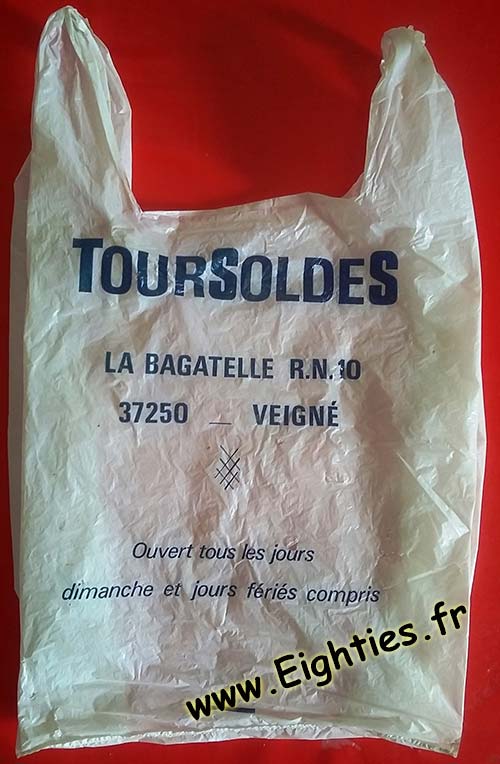 TOURSOLDES
LA BAGATELLE R.N.10
37250 _ VEIGNÉ
Ouvert tous les jours
dimanche et jours fériés compris
www.Eighties.fr